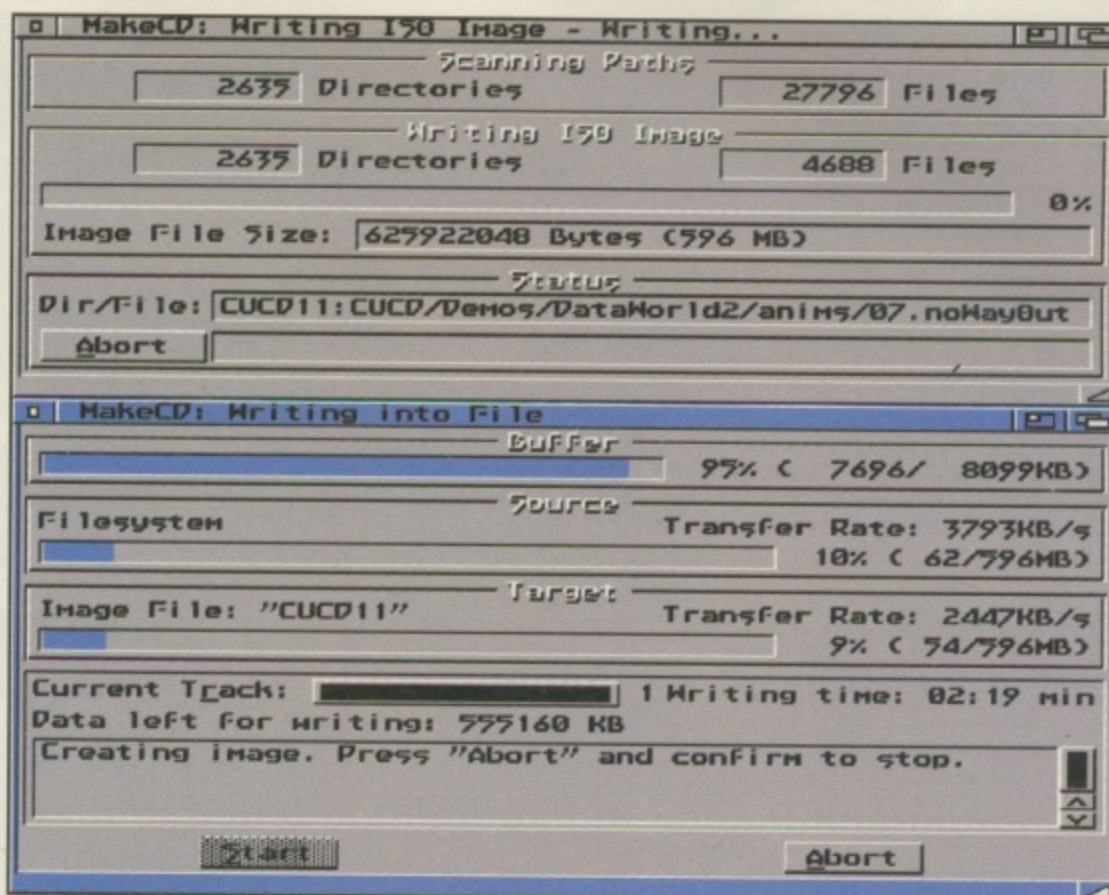 MakeCD: Writing ISO Image - Writing...
Scanning Paths
2635 Directories 27796 Files
Writing ISO Image
2635 Directories 4688 Files
0%
Image File Size: 625922048 Bytes (596 MB)
Status
Dir/File: CUCD11:CUCD/Demos/DataWorld2/anims/07.noWayOut
Abort
MakeCD: Writing into File
Buffer
95% ( 7696/ 8099KB)
Source
Filesystem Transfer Rate: 3793KB/s
10% ( 62/596MB)
Target
Image File: "CUCD11" Transfer Rate: 2447KB/s
9% ( 54/596MB)
Current Track: 1 Writing time: 02:19 min
Data left for writing: 555160 KB
Creating image. Press "Abort" and confirm to stop.
Start Abort